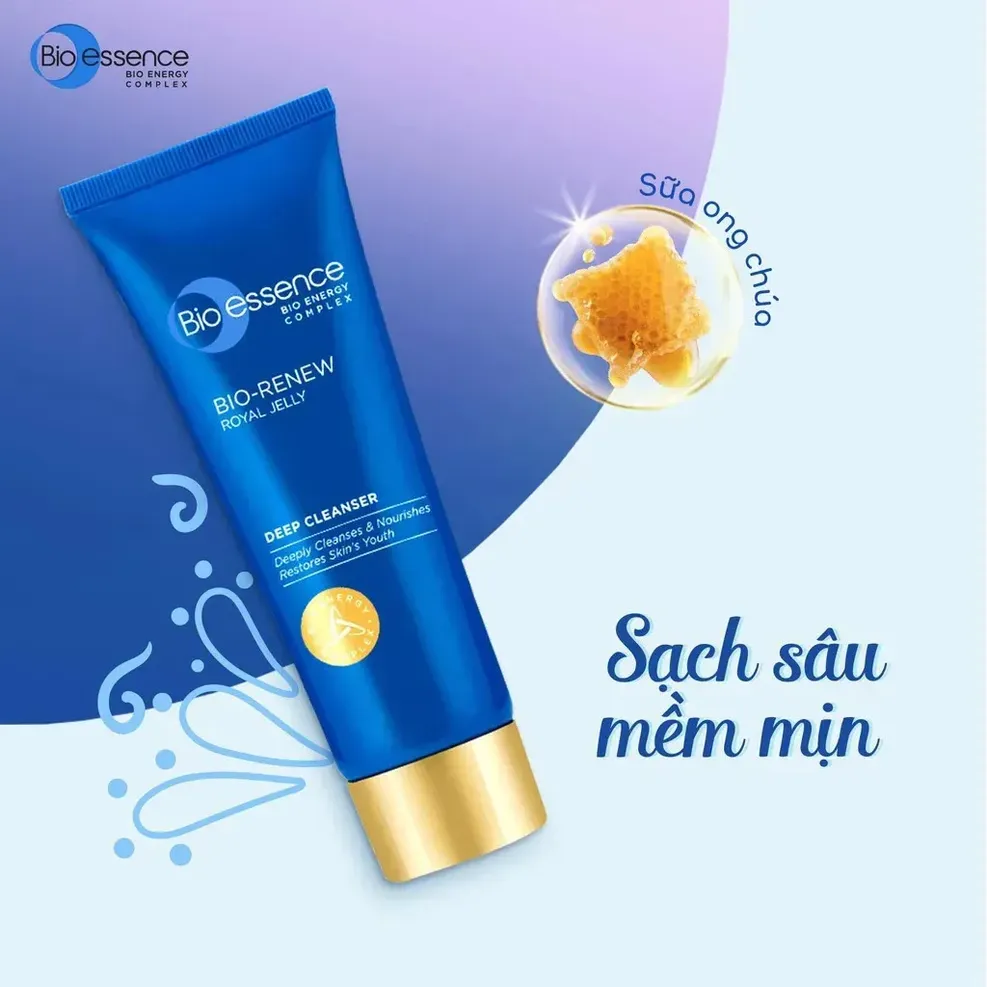 Bio essence
BIO ENERGY
COMPLEX
Sữa ong chúa
Bio essence
BIO ENERGY
COMPLEX
BIO-RENEW
ROYAL JELLY
DEEP CLEANSER
Deeply Cleanses & Nourishes
Restores Skin's Youth
Sạch sâu
mềm mịn